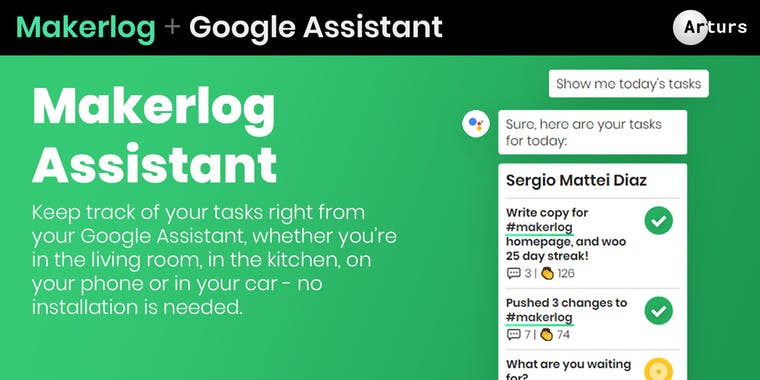 Makerlog + Google Assistant
Arturs
Makerlog
Assistant
Keep track of your tasks right from
your Google Assistant, whether you're
in the living room, in the kitchen, on
your phone or in your car - no
installation is needed.
Show me today's tasks
Sure, here are your tasks
for today:
Sergio Mattei Diaz
Write copy for
#makerlog
homepage, and woo
25 day streak!
3 | 126
Pushed 3 changes to
#makerlog
7 | 74
What are you waiting
for?